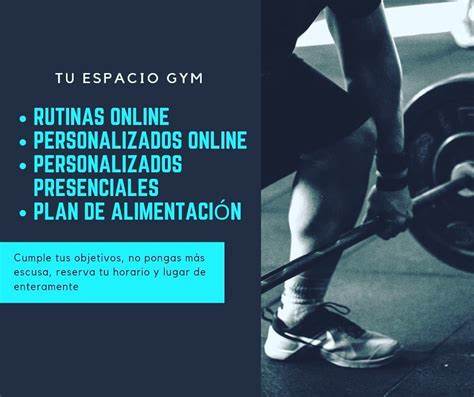 TU ESPACIO GYM
RUTINAS ONLINE
PERSONALIZADOS ONLINE
PERSONALIZADOS
PRESENCIALES
PLAN DE ALIMENTACIÓN
Cumple tus objetivos, no pongas más
escusa, reserva tu horario y lugar de
enteramente